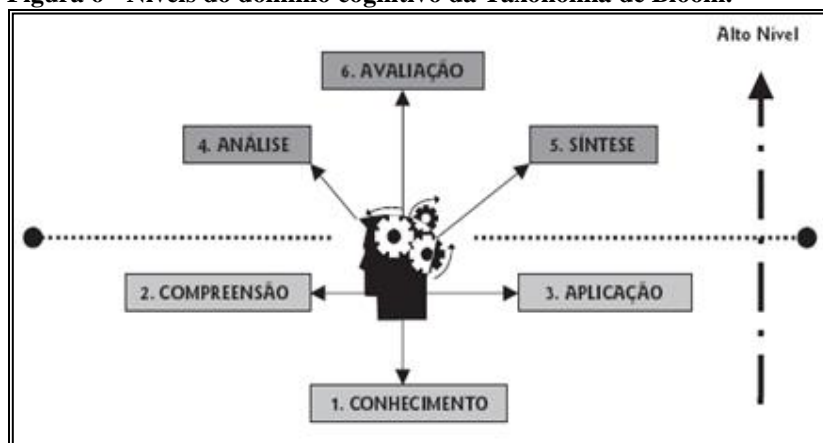 Figura 6 - Níveis do domínio cognitivo da Taxonomia de Bloom.
Alto Nível
6. AVALIAÇÃO
4. ANÁLISE
5. SÍNTESE
2. COMPREENSÃO
3. APLICAÇÃO
1. CONHECIMENTO